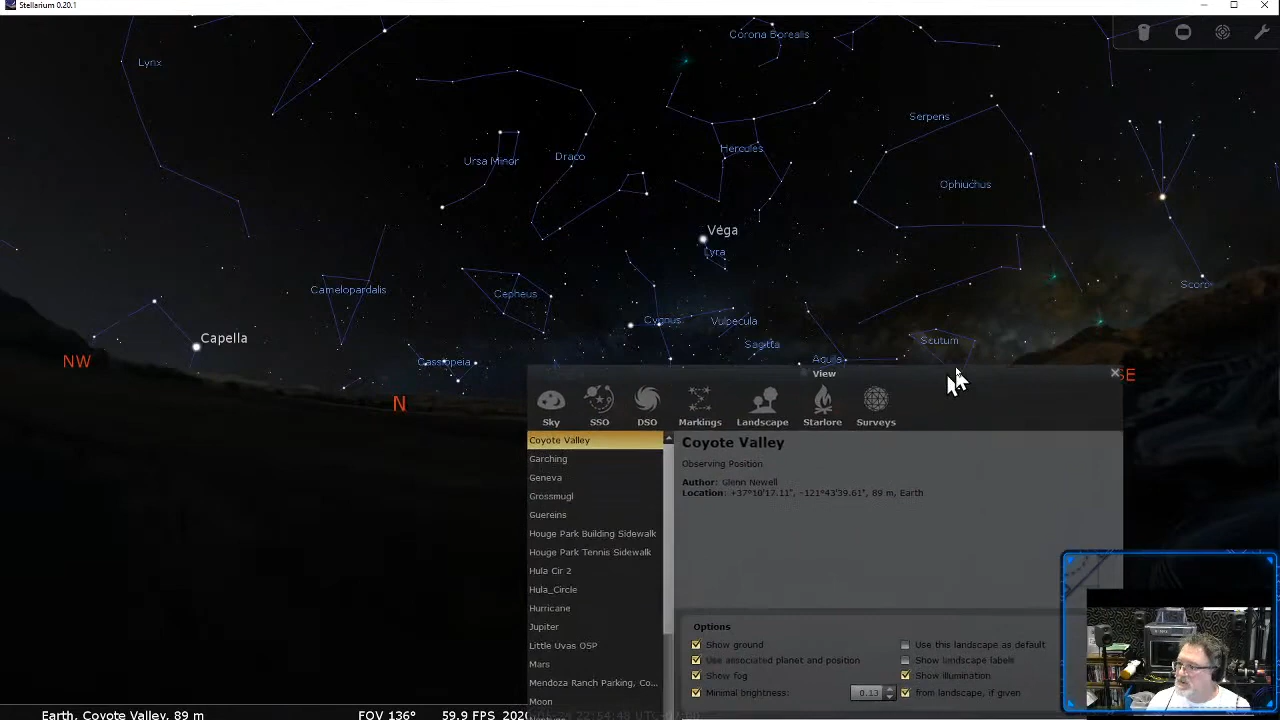 Stellarium 0.20.1
Corona Borealis
Lynx
Serpens
Hercules
Draco
Ursa Minor
Ophiuchus
Vega
Lyra
Scorp
Camelopardalis
Cepheus
Cygnus
Vulpecula
Capella
Scutum
Sagitta
NW
Cassiopeia
Aquila
SE
N
View
Sky
SSO
DSO
Markings
Landscape
Starlore
Surveys
Coyote Valley
Garching
Geneva
Grossmugl
Guereins
Houge Park Building Sidewalk
Houge Park Tennis Sidewalk
Hula Cir 2
Hula_Circle
Hurricane
Jupiter
Little Uvas OSP
Mars
Mendoza Ranch Parking, Co...
Moon
Coyote Valley
Observing Position
Author: Glenn Newell
Location: +37°10'17.11", -121°43'39.61", 89 m, Earth
Options
Show ground
Use this landscape as default
Use associated planet and position
Show landscape labels
Show fog
Show illumination
Minimal brightness: 0.13
from landscape, if given
Earth, Coyote Valley, 89 m
FOV 136°
59.9 FPS